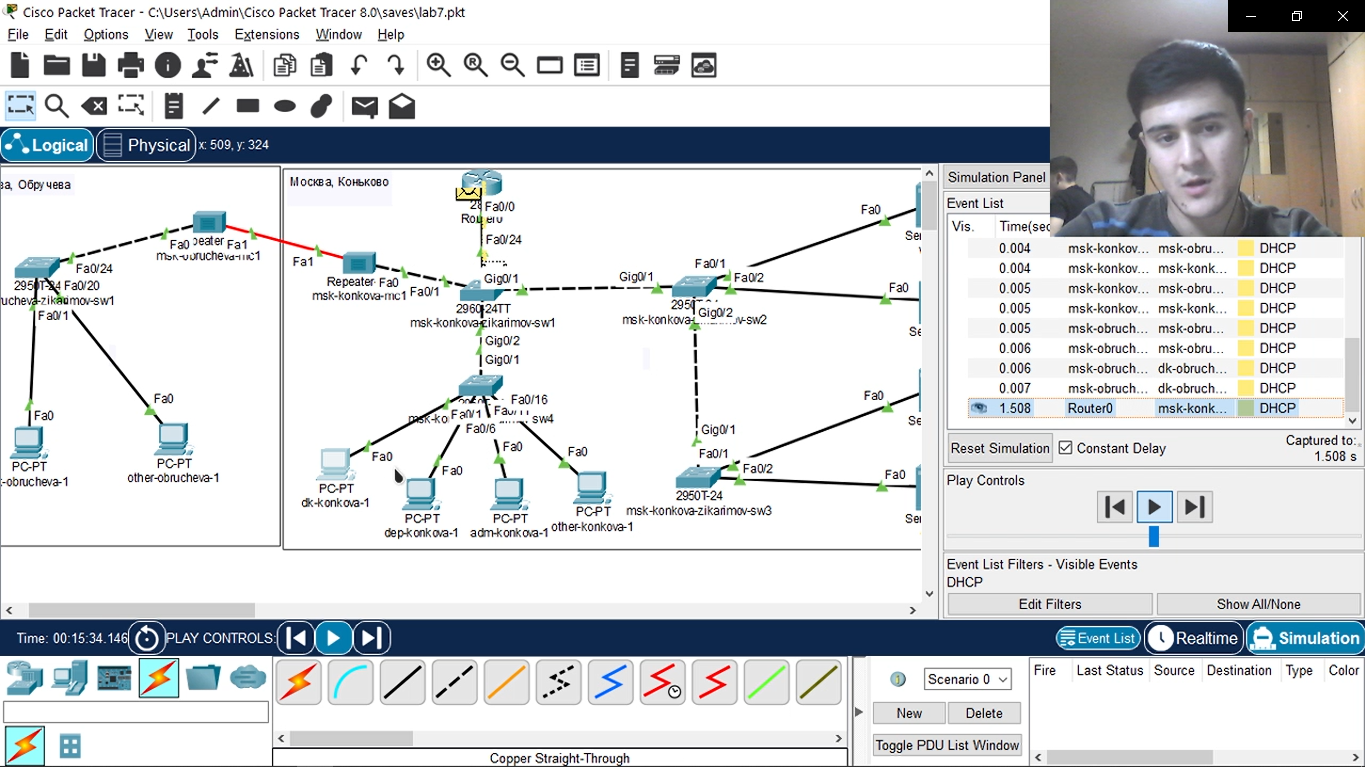 Cisco Packet Tracer - C:\Users\Admin\Cisco Packet Tracer 8.0\saves\lab7.pkt
File Edit Options View Tools Extensions Window Help
Logical Physical x: 509, y: 324
ва, Обручева
Москва, Коньково
Fa0/0
Router0
Fa0/24
Fa0 Repeater Fa1
msk-obrucheva-mc1
Fa0/24
2950T-24 Fa0/20
ucheva-zikarimov-sw1
Fa0/1
Fa0
Fa0
PC-PT
-obrucheva-1
PC-PT
other-obrucheva-1
Fa1
Repeater Fa0
msk-konkova-mc1
Fa0/1
Gig0/1
2960-24TT
msk-konkova-zikarimov-sw1
Gig0/2
Gig0/1
Fa0/16
Fa0/1
sw4
Fa0/6
Fa0
Fa0
Fa0
Fa0
PC-PT
dk-konkova-1
PC-PT
dep-konkova-1
PC-PT
adm-konkova-1
PC-PT
other-konkova-1
Gig0/1
Fa0/1
Fa0/2
Gig0/2
msk-konkova-zikarimov-sw2
Fa0
Ser
Fa0
Se
Gig0/1
Fa0/1
Fa0/2
2950T-24
msk-konkova-zikarimov-sw3
Fa0
Se
Fa0
Ser
Simulation Panel
Event List
Vis. Time(sec
0.004 msk-konkov... msk-obru... DHCP
0.004 msk-konkov... msk-konk... DHCP
0.005 msk-konkov... msk-obru... DHCP
0.005 msk-konkov... msk-konk... DHCP
0.005 msk-obruch... msk-obru... DHCP
0.006 msk-obruch... msk-obru... DHCP
0.006 msk-obruch... dk-obruch... DHCP
0.007 msk-obruch... dk-obruch... DHCP
1.508 Router0 msk-konk... DHCP
Reset Simulation Constant Delay Captured to:
1.508 s
Play Controls
Event List Filters - Visible Events
DHCP
Edit Filters Show All/None
Time: 00:15:34.146 PLAY CONTROLS: Event List Realtime Simulation
Scenario 0
New Delete
Toggle PDU List Window
Fire Last Status Source Destination Type Color
Copper Straight-Through